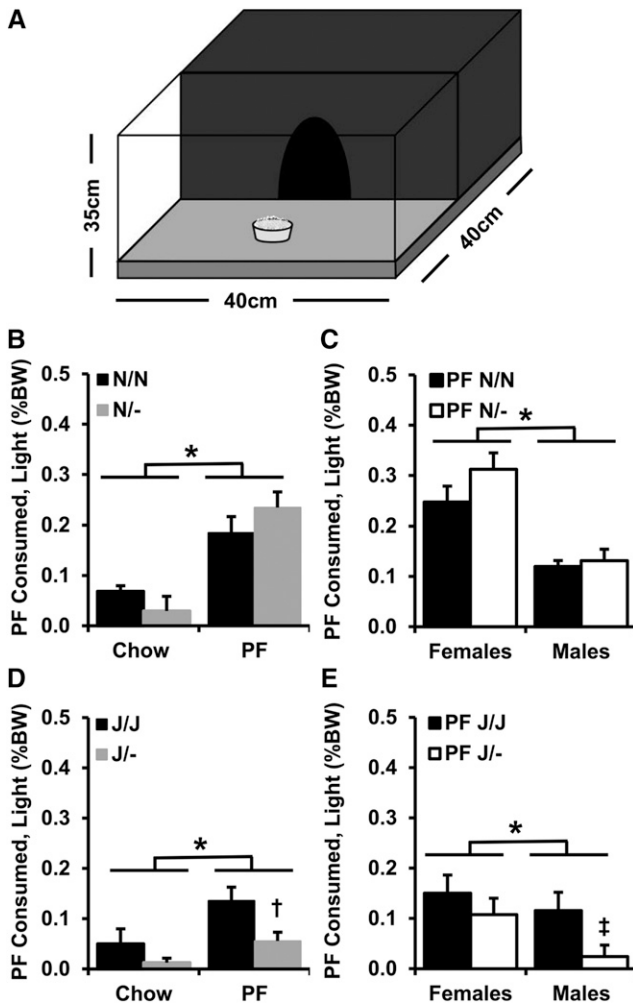 A
35cm
40cm
40cm
B
PF Consumed, Light (%BW)
0.5
0.4
0.3
0.2
0.1
0.0
N/N
N/-
*
Chow PF
C
PF Consumed, Light (%BW)
0.5
0.4
0.3
0.2
0.1
0.0
PF N/N
PF N/-
*
Females Males
D
PF Consumed, Light (%BW)
0.5
0.4
0.3
0.2
0.1
0.0
J/J
J/-
*
†
Chow PF
E
PF Consumed, Light (%BW)
0.5
0.4
0.3
0.2
0.1
0.0
PF J/J
PF J/-
*
‡
Females Males